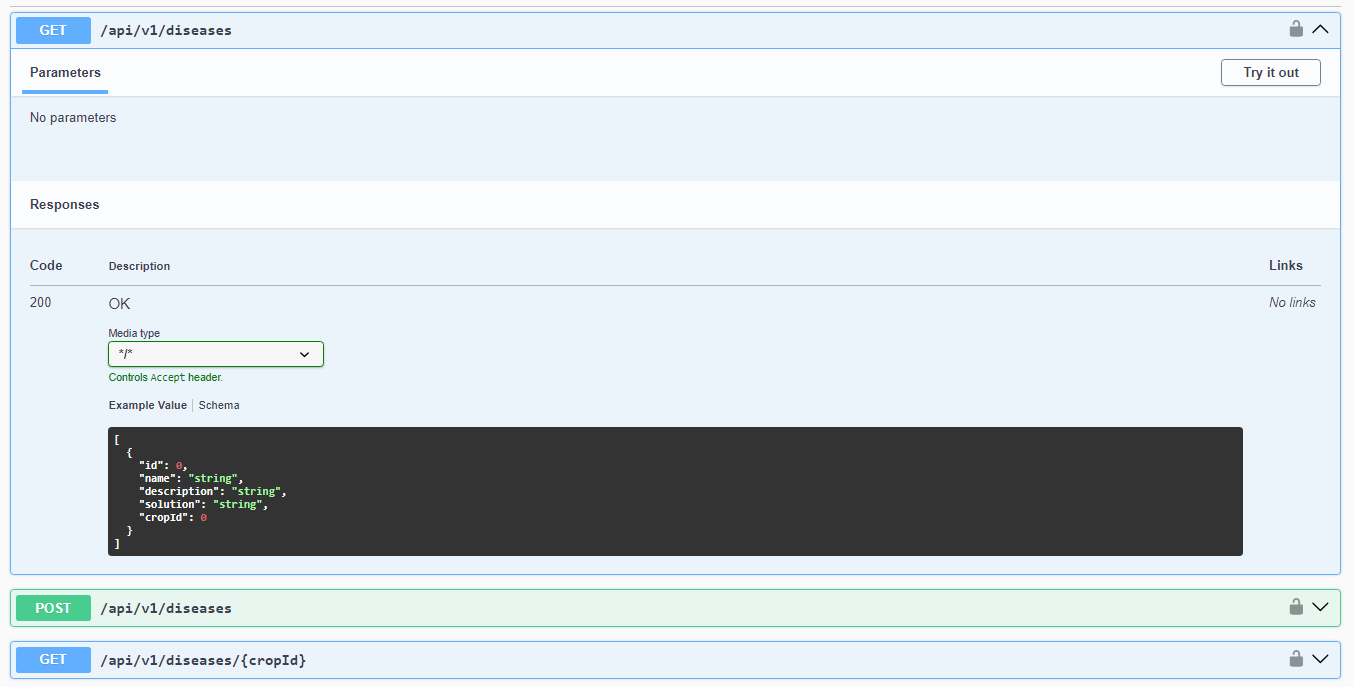 GET /api/v1/diseases
Parameters Try it out
No parameters
Responses
Code Description Links
200 OK No links
Media type
*/*
Controls Accept header.
Example Value Schema
[
  {
    "id": 0,
    "name": "string",
    "description": "string",
    "solution": "string",
    "cropId": 0
  }
]
POST /api/v1/diseases
GET /api/v1/diseases/{cropId}